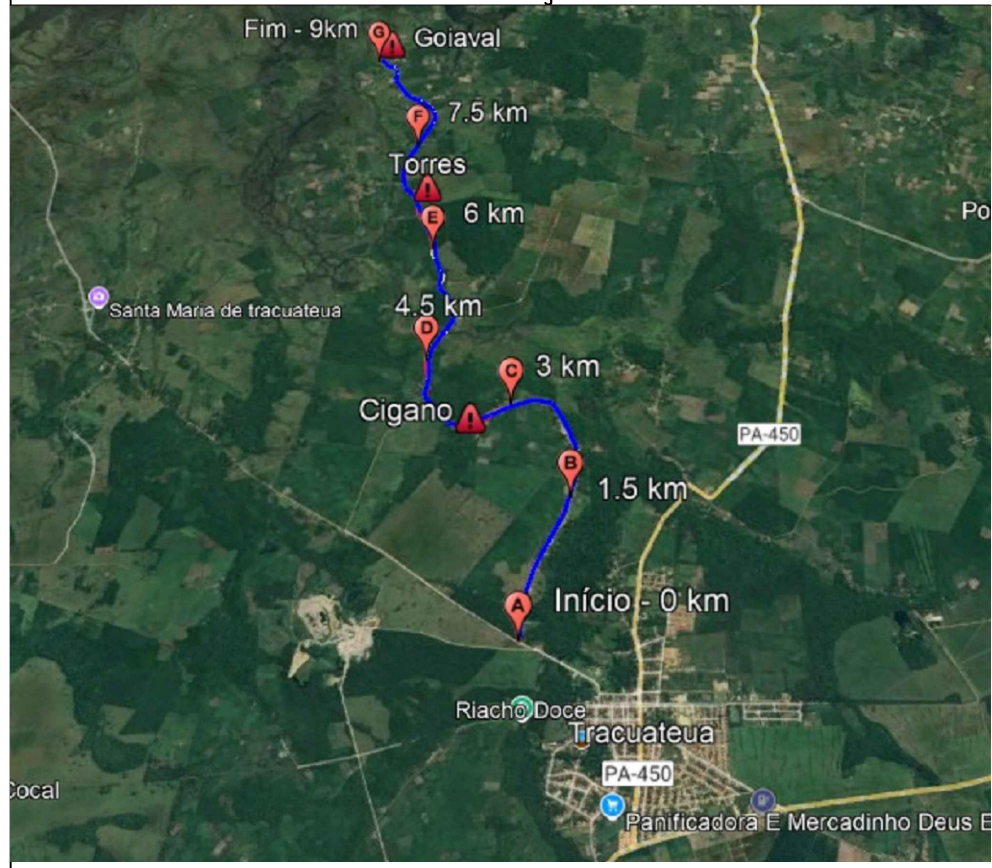 Fim - 9km
G
Goiaval
F
7.5 km
Torres
E
6 km
Po
4.5 km
Santa Maria de tracuateua
D
C
3 km
Cigano
PA-450
B
1.5 km
A
Início - 0 km
Riacho Doce
Tracuateua
PA-450
Cocal
Panificadora E Mercadinho Deus E